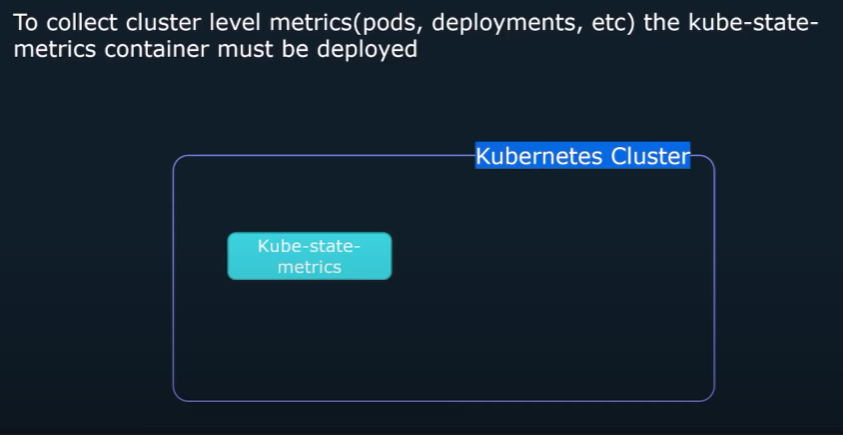 To collect cluster level metrics(pods, deployments, etc) the kube-state-
metrics container must be deployed
Kubernetes Cluster
Kube-state-
metrics